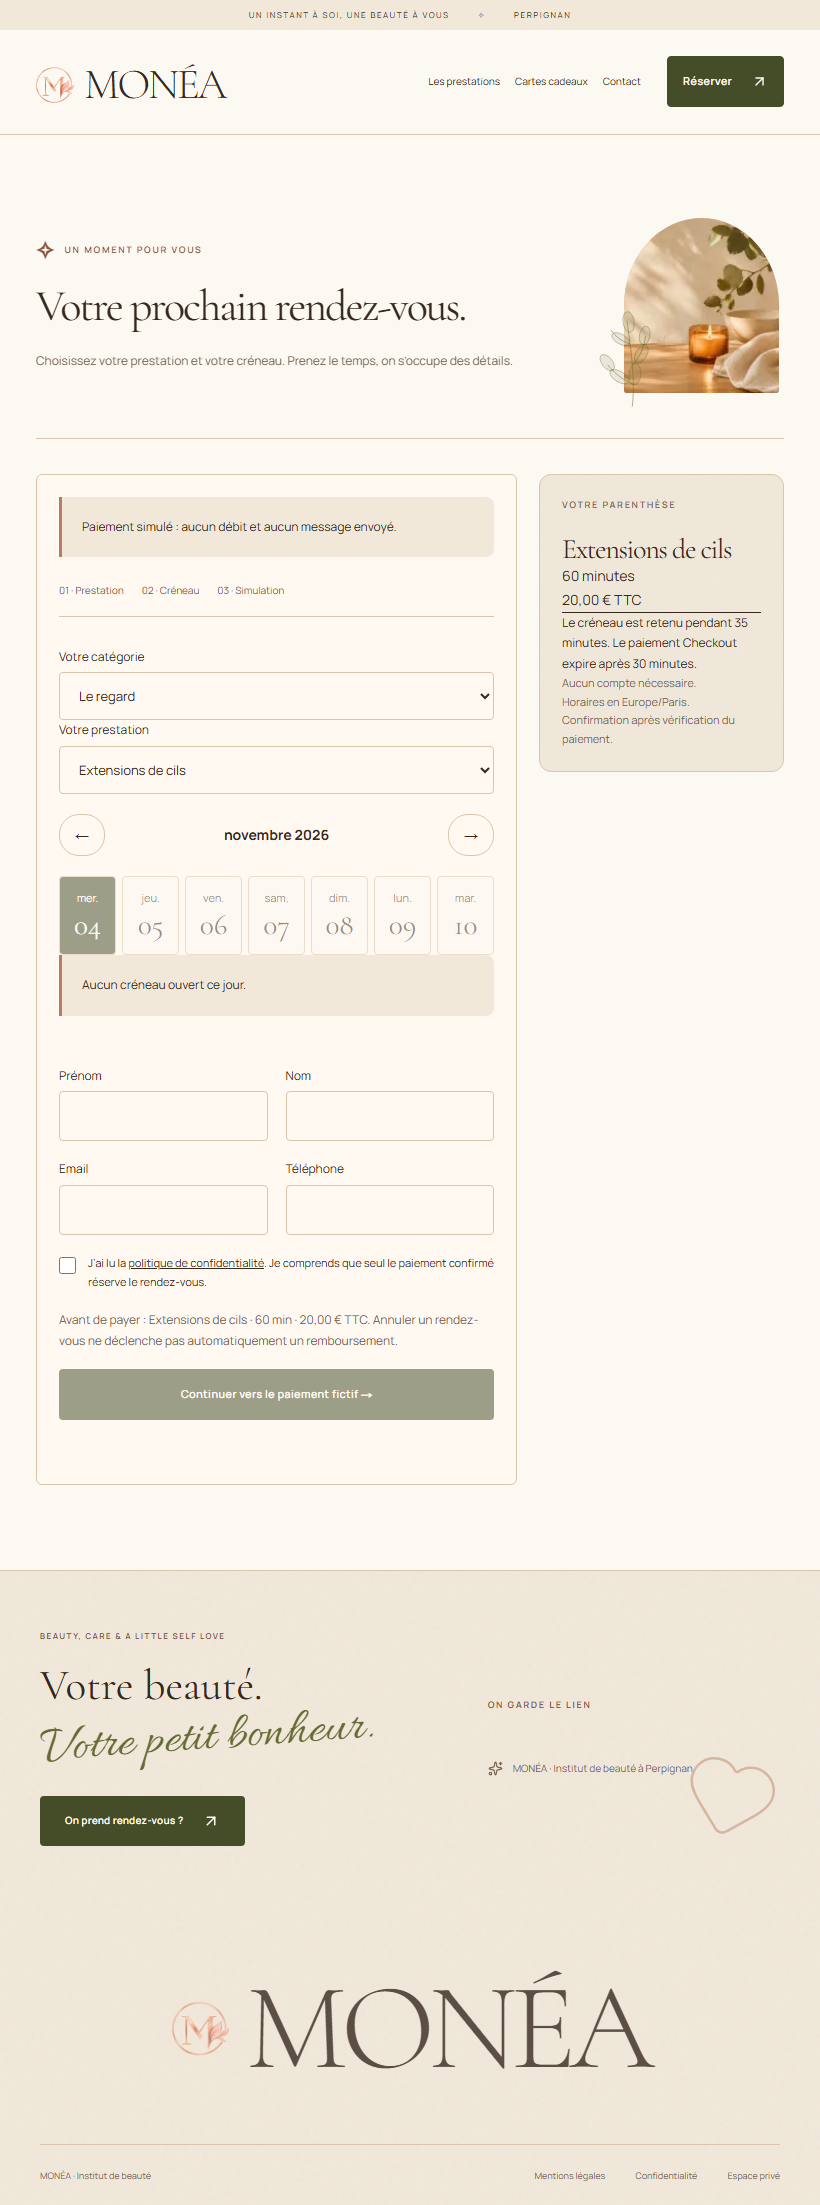 UN INSTANT À SOI, UNE BEAUTÉ À VOUS
PERPIGNAN
M MONÉA
Les prestations
Cartes cadeaux
Contact
Réserver
UN MOMENT POUR VOUS
Votre prochain rendez-vous.
Choisissez votre prestation et votre créneau. Prenez le temps, on s'occupe des détails.
Paiement simulé : aucun débit et aucun message envoyé.
01 · Prestation
02 · Créneau
03 · Simulation
Votre catégorie
Le regard
Votre prestation
Extensions de cils
←
novembre 2026
→
mer.
04
jeu.
05
ven.
06
sam.
07
dim.
08
lun.
09
mar.
10
Aucun créneau ouvert ce jour.
Prénom
Nom
Email
Téléphone
J'ai lu la politique de confidentialité. Je comprends que seul le paiement confirmé
réserve le rendez-vous.
Avant de payer : Extensions de cils · 60 min · 20,00 € TTC. Annuler un rendez-
vous ne déclenche pas automatiquement un remboursement.
Continuer vers le paiement fictif →
VOTRE PARENTHÈSE
Extensions de cils
60 minutes
20,00 € TTC
Le créneau est retenu pendant 35
minutes. Le paiement Checkout
expire après 30 minutes.
Aucun compte nécessaire.
Horaires en Europe/Paris.
Confirmation après vérification du
paiement.
BEAUTY, CARE & A LITTLE SELF LOVE
Votre beauté.
Votre petit bonheur.
On prend rendez-vous ?
ON GARDE LE LIEN
MONÉA · Institut de beauté à Perpignan
M MONÉA
MONÉA · Institut de beauté
Mentions légales
Confidentialité
Espace privé